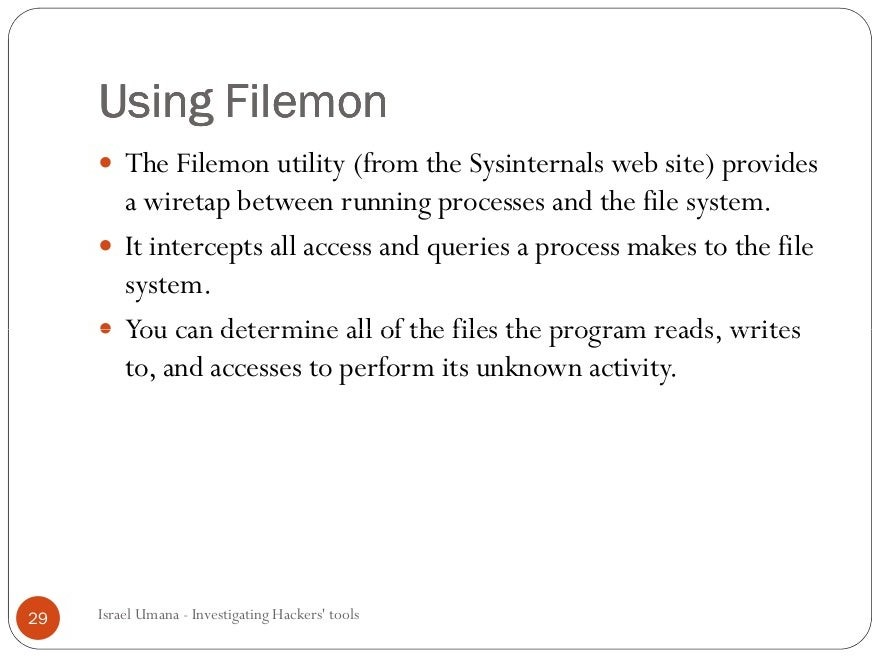 Using Filemon
The Filemon utility (from the Sysinternals web site) provides
a wiretap between running processes and the file system.
It intercepts all access and queries a process makes to the file
system.
You can determine all of the files the program reads, writes
to, and accesses to perform its unknown activity.
29
Israel Umana - Investigating Hackers' tools